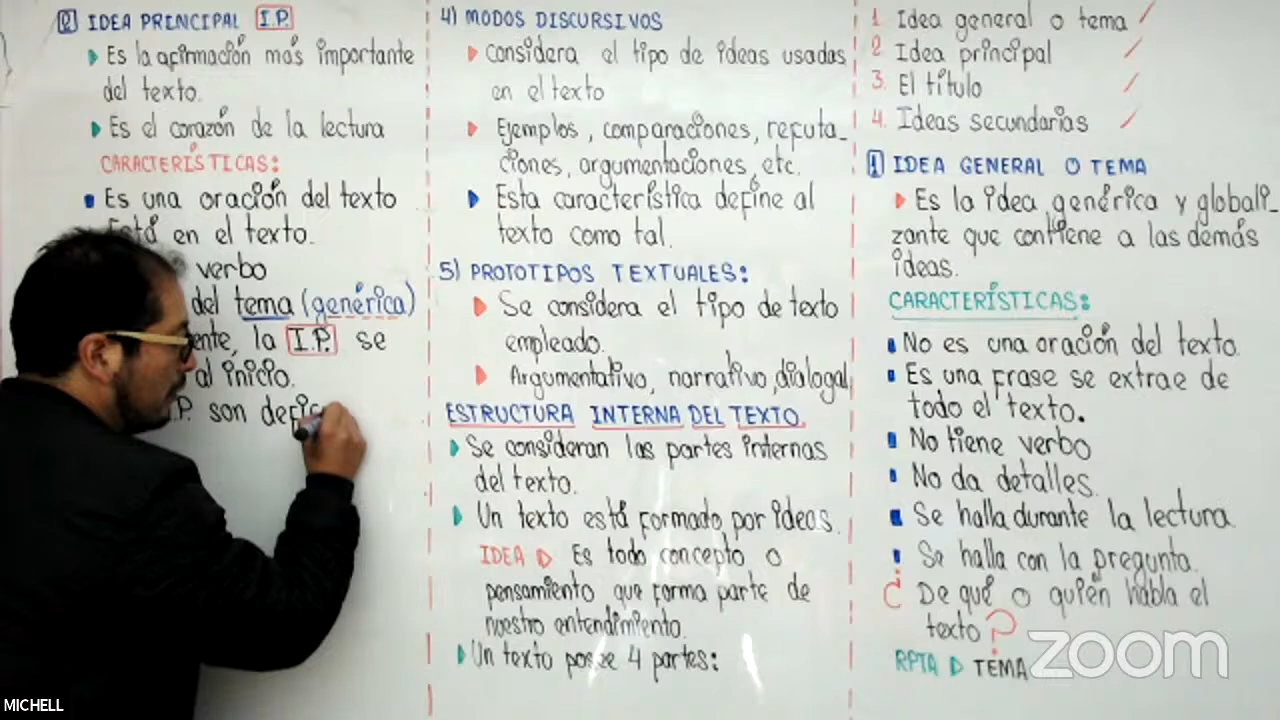 2 IDEA PRINCIPAL I.P.
Es la afirmación más importante
del texto.
Es el corazón de la lectura
CARACTERÍSTICAS:
Es una oración del texto
Está en el texto.
verbo
del tema (genérica)
la I.P. se
al inicio.
son defi
4) MODOS DISCURSIVOS
considera el tipo de ideas usadas
en el texto
Ejemplos, comparaciones, refuta_
ciones, argumentaciones, etc.
Esta característica define al
texto como tal.
5) PROTOTIPOS TEXTUALES:
Se considera el tipo de texto
empleado.
Argumentativo, narrativo, dialogal
ESTRUCTURA INTERNA DEL TEXTO
Se consideran las partes internas
del texto.
Un texto está formado por ideas.
IDEA Es todo concepto o
pensamiento que forma parte de
nuestro entendimiento.
Un texto posee 4 partes:
1 Idea general o tema
2 Idea principal
3. El título
4. Ideas secundarias
1 IDEA GENERAL O TEMA
Es la idea genérica y globali_
zante que contiene a las demás
ideas.
CARACTERÍSTICAS:
No es una oración del texto.
Es una frase se extrae de
todo el texto.
No tiene verbo
No da detalles.
Se halla durante la lectura.
Se halla con la pregunta.
¿De qué o quién habla el
texto?
RPTA TEMA
zoom
MICHELL